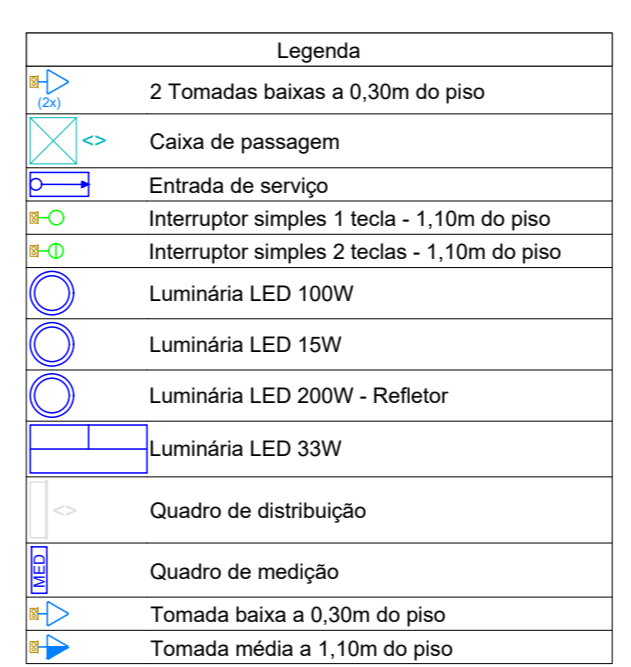 Legenda
(2x)
2 Tomadas baixas a 0,30m do piso
<> Caixa de passagem
Entrada de serviço
Interruptor simples 1 tecla - 1,10m do piso
Interruptor simples 2 teclas - 1,10m do piso
Luminária LED 100W
Luminária LED 15W
Luminária LED 200W - Refletor
Luminária LED 33W
<> Quadro de distribuição
MED Quadro de medição
Tomada baixa a 0,30m do piso
Tomada média a 1,10m do piso